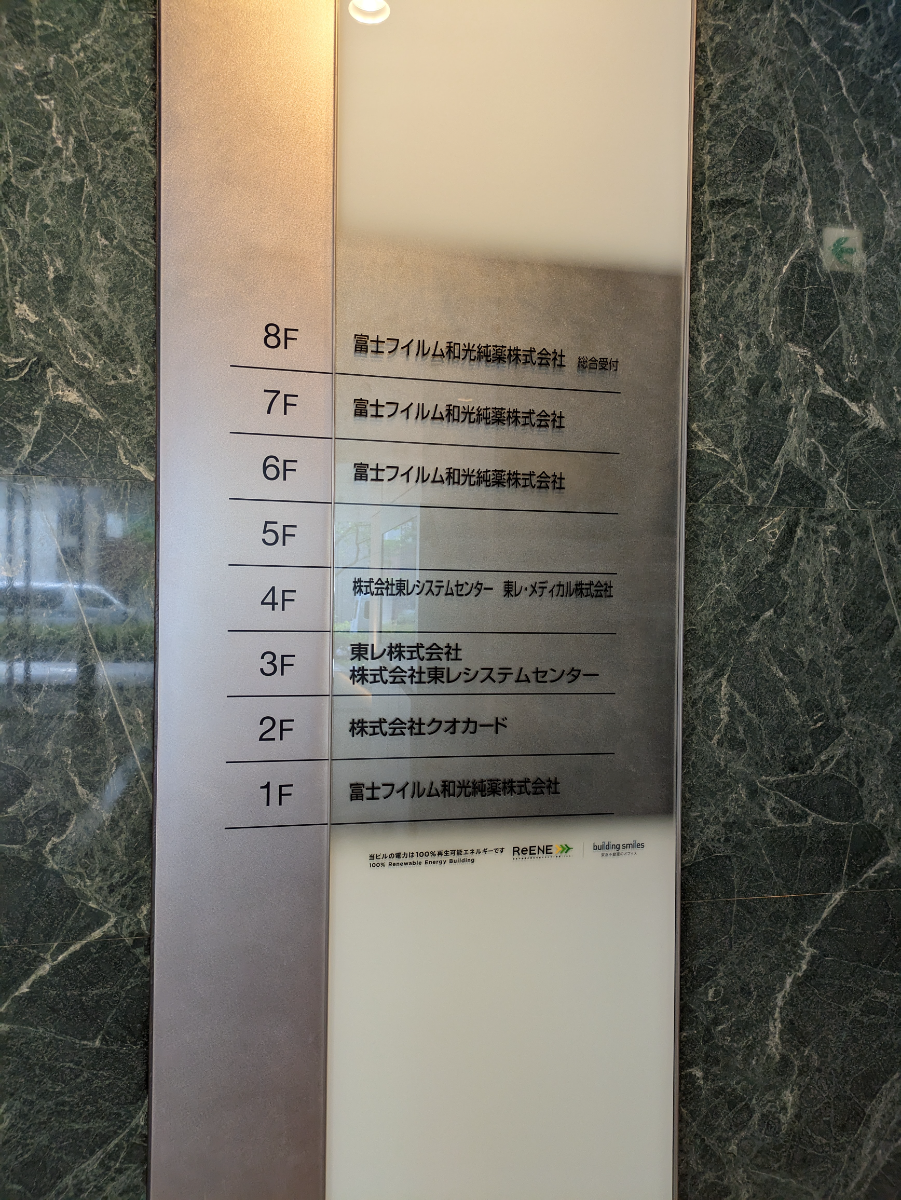 8F 富士フイルム和光純薬株式会社 総合受付
7F 富士フイルム和光純薬株式会社
6F 富士フイルム和光純薬株式会社
5F
4F 株式会社東レシステムセンター 東レ・メディカル株式会社
3F 東レ株式会社
株式会社東レシステムセンター
2F 株式会社クオカード
1F 富士フイルム和光純薬株式会社
当ビルの電力は100%再生可能エネルギーです
100% Renewable Energy Building
ReENE
building smiles